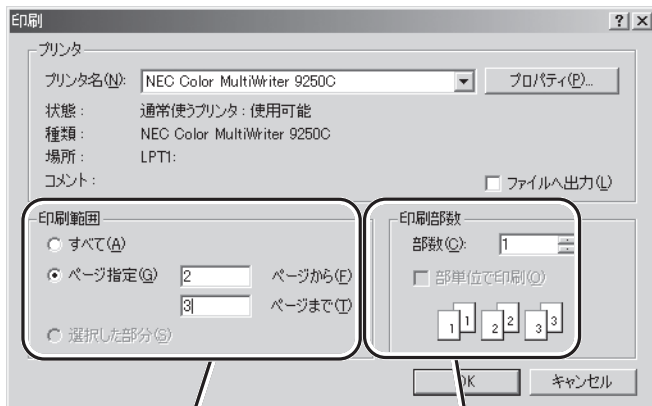 印刷
? ×
プリンタ
プリンタ名(N): NEC Color MultiWriter 9250C プロパティ(P)...
状態： 通常使うプリンタ：使用可能
種類： NEC Color MultiWriter 9250C
場所： LPT1:
コメント：
ファイルへ出力(L)
印刷範囲
すべて(A)
ページ指定(G) 2 ページから(F)
3 ページまで(T)
選択した部分(S)
印刷部数
部数(C): 1
部単位で印刷(O)
1 1 2 2 3 3
OK キャンセル